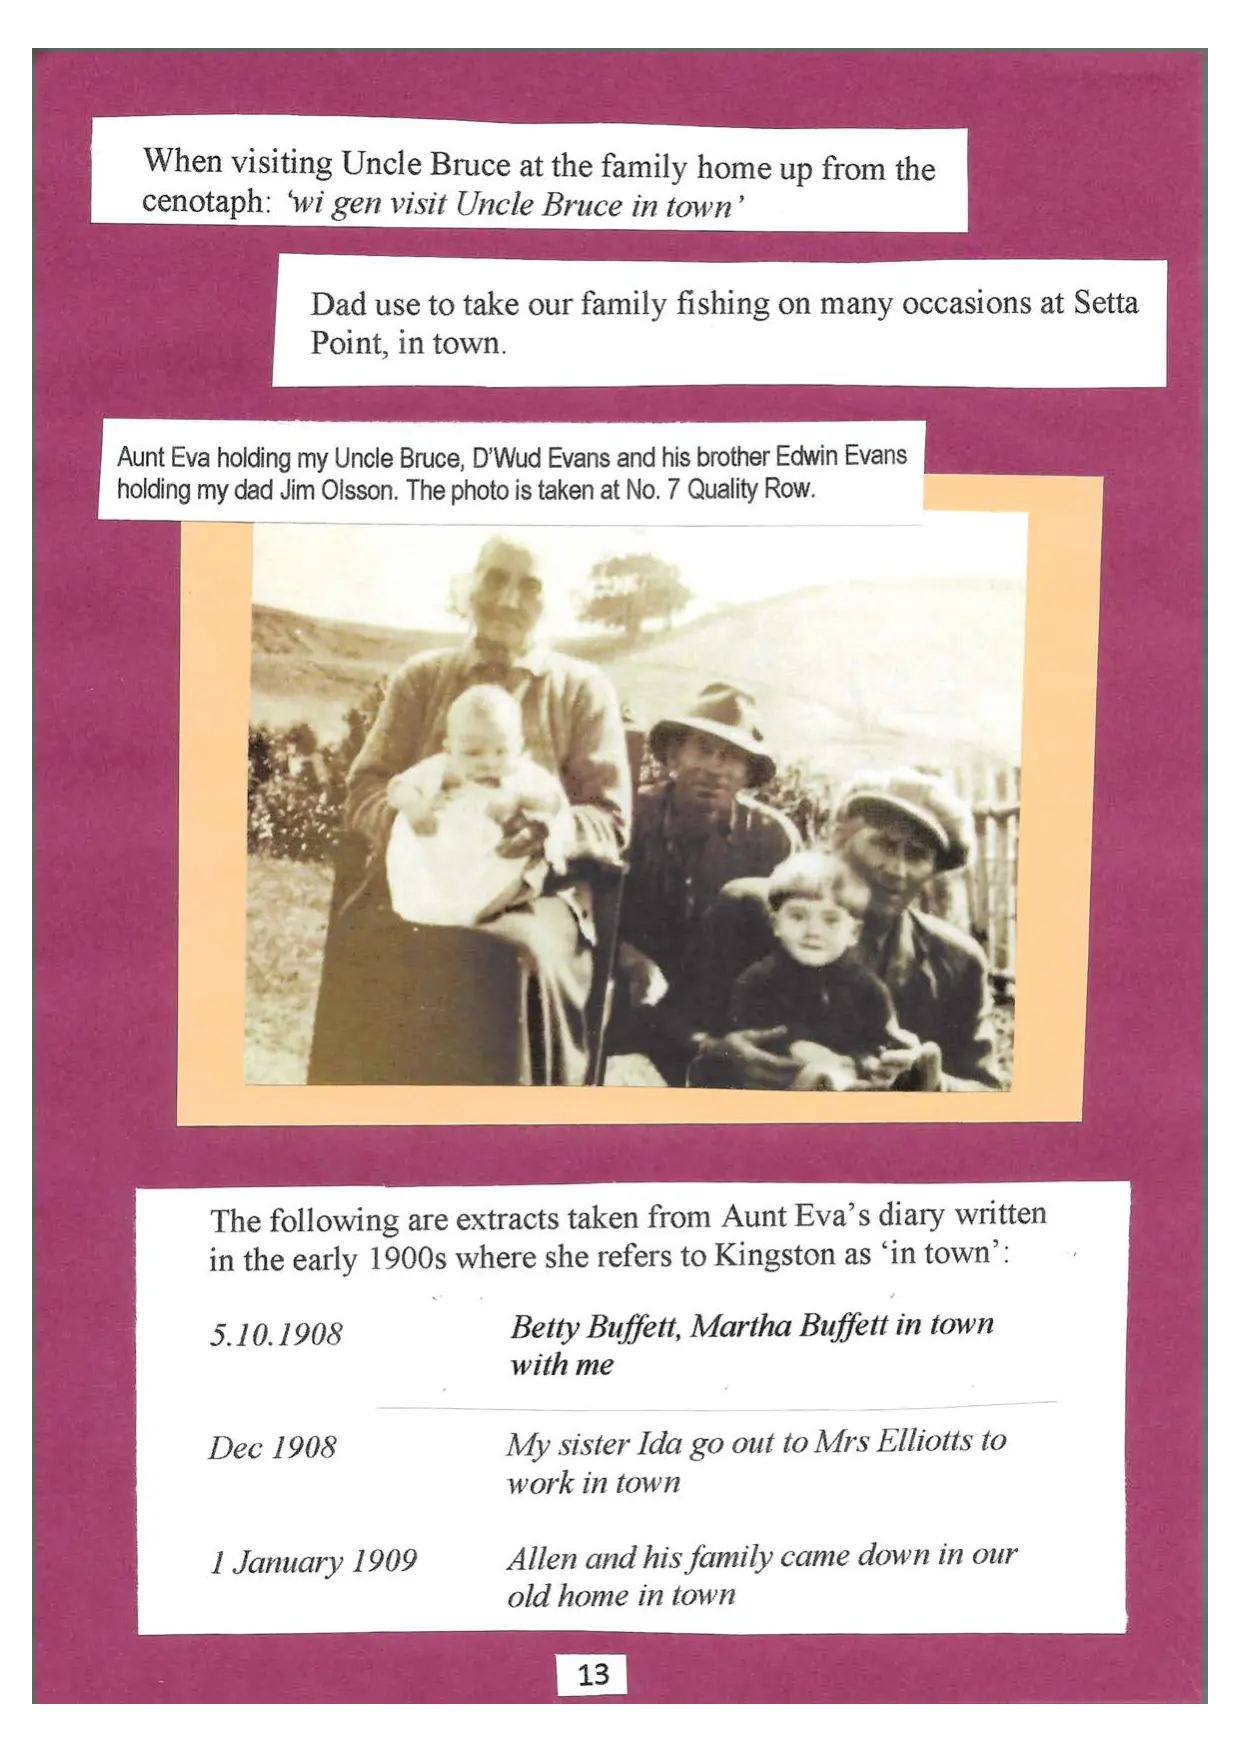 When visiting Uncle Bruce at the family home up from the
cenotaph: ‘wi gen visit Uncle Bruce in town’
Dad use to take our family fishing on many occasions at Setta
Point, in town.
Aunt Eva holding my Uncle Bruce, D'Wud Evans and his brother Edwin Evans
holding my dad Jim Olsson. The photo is taken at No. 7 Quality Row.
The following are extracts taken from Aunt Eva’s diary written
in the early 1900s where she refers to Kingston as ‘in town’:
5.10.1908 Betty Buffett, Martha Buffett in town
with me
Dec 1908 My sister Ida go out to Mrs Elliotts to
work in town
1 January 1909 Allen and his family came down in our
old home in town
13